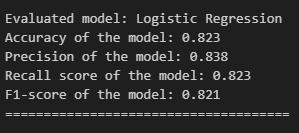 Evaluated model: Logistic Regression
Accuracy of the model: 0.823
Precision of the model: 0.838
Recall score of the model: 0.823
F1-score of the model: 0.821
=====================================